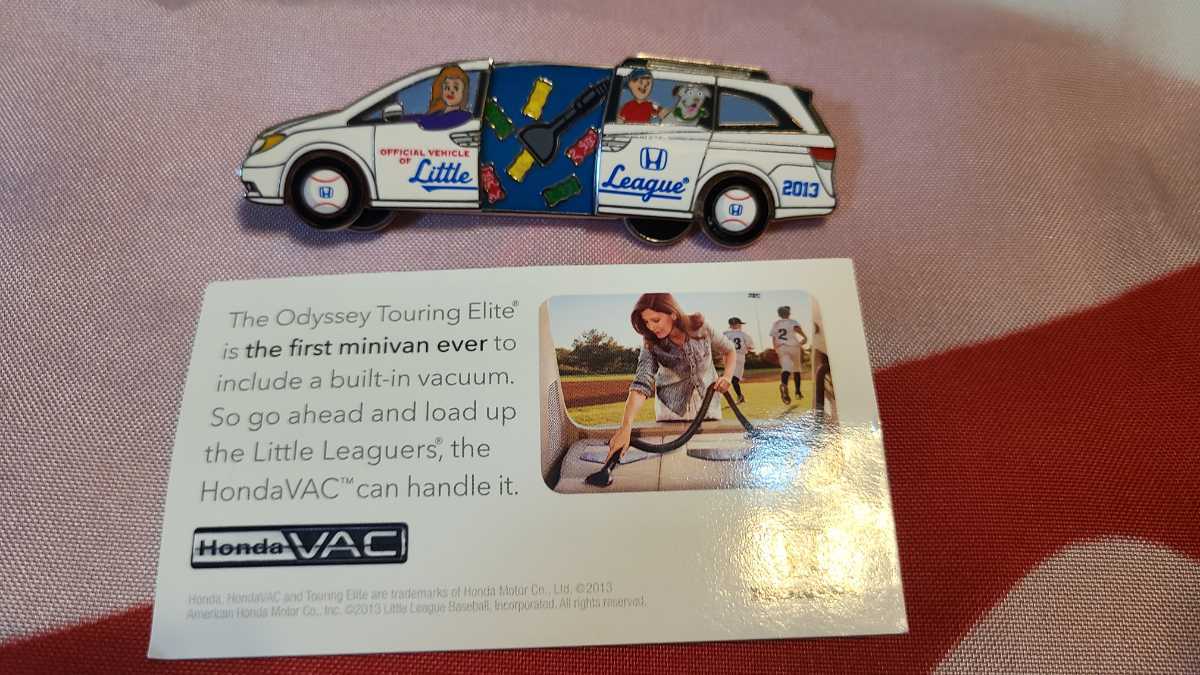 OFFICIAL VEHICLE
OF Little
League®
2013
The Odyssey Touring Elite®
is the first minivan ever to
include a built-in vacuum.
So go ahead and load up
the Little Leaguers®, the
HondaVAC™ can handle it.
3
2
HondaVAC
Honda, HondaVAC and Touring Elite are trademarks of Honda Motor Co., Ltd. ©2013
American Honda Motor Co., Inc. ©2013 Little League Baseball, Incorporated. All rights reserved.